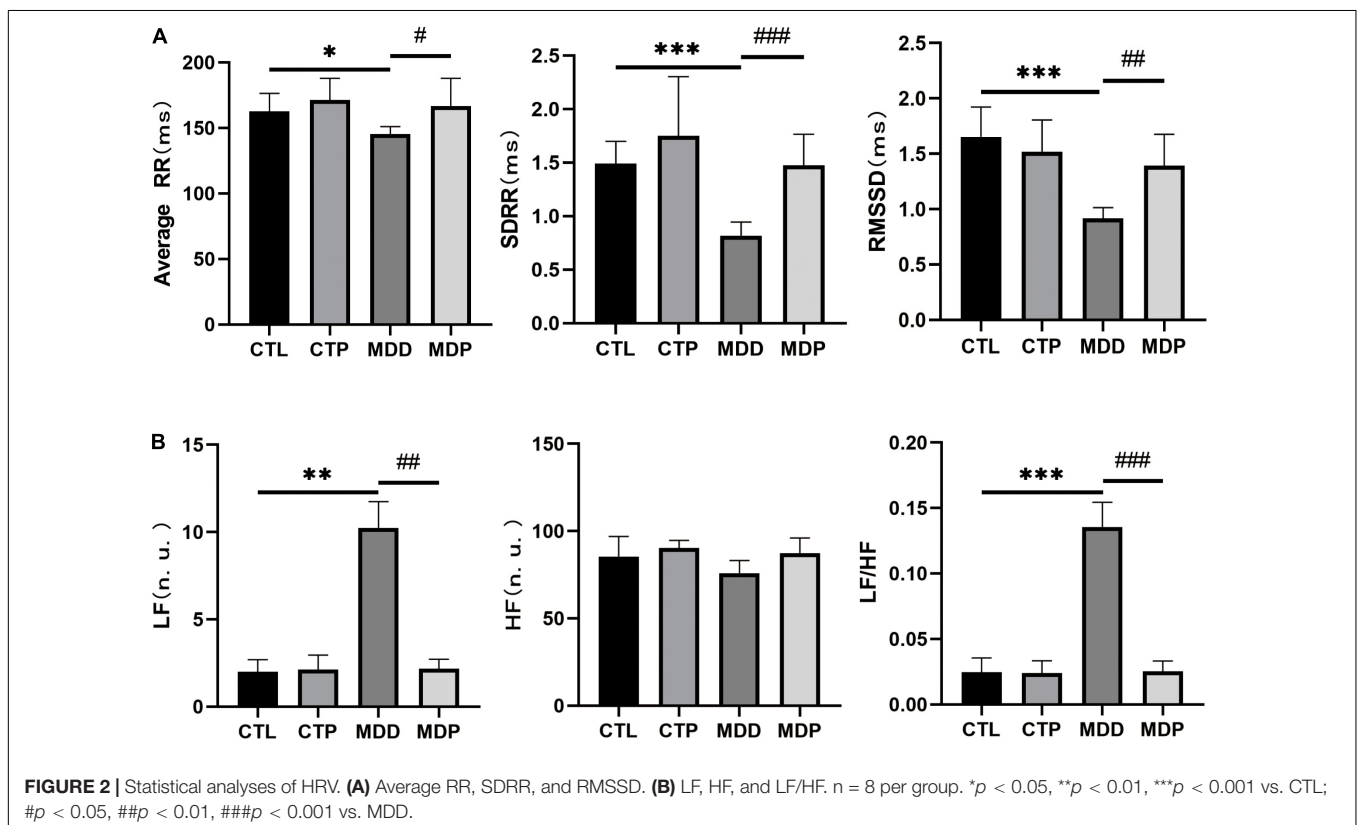 A
*
#
200
150
100
50
0
Average RR(ms)
CTL CTP MDD MDP
***
###
2.5
2.0
1.5
1.0
0.5
0.0
SDRR(ms)
CTL CTP MDD MDP
***
##
2.5
2.0
1.5
1.0
0.5
0.0
RMSSD(ms)
CTL CTP MDD MDP
B
**
##
15
10
5
0
LF(n. u.)
CTL CTP MDD MDP
150
100
50
0
HF(n. u.)
CTL CTP MDD MDP
***
###
0.20
0.15
0.10
0.05
0.00
LF/HF
CTL CTP MDD MDP
FIGURE 2 | Statistical analyses of HRV. (A) Average RR, SDRR, and RMSSD. (B) LF, HF, and LF/HF. n = 8 per group. *p < 0.05, **p < 0.01, ***p < 0.001 vs. CTL;
#p < 0.05, ##p < 0.01, ###p < 0.001 vs. MDD.